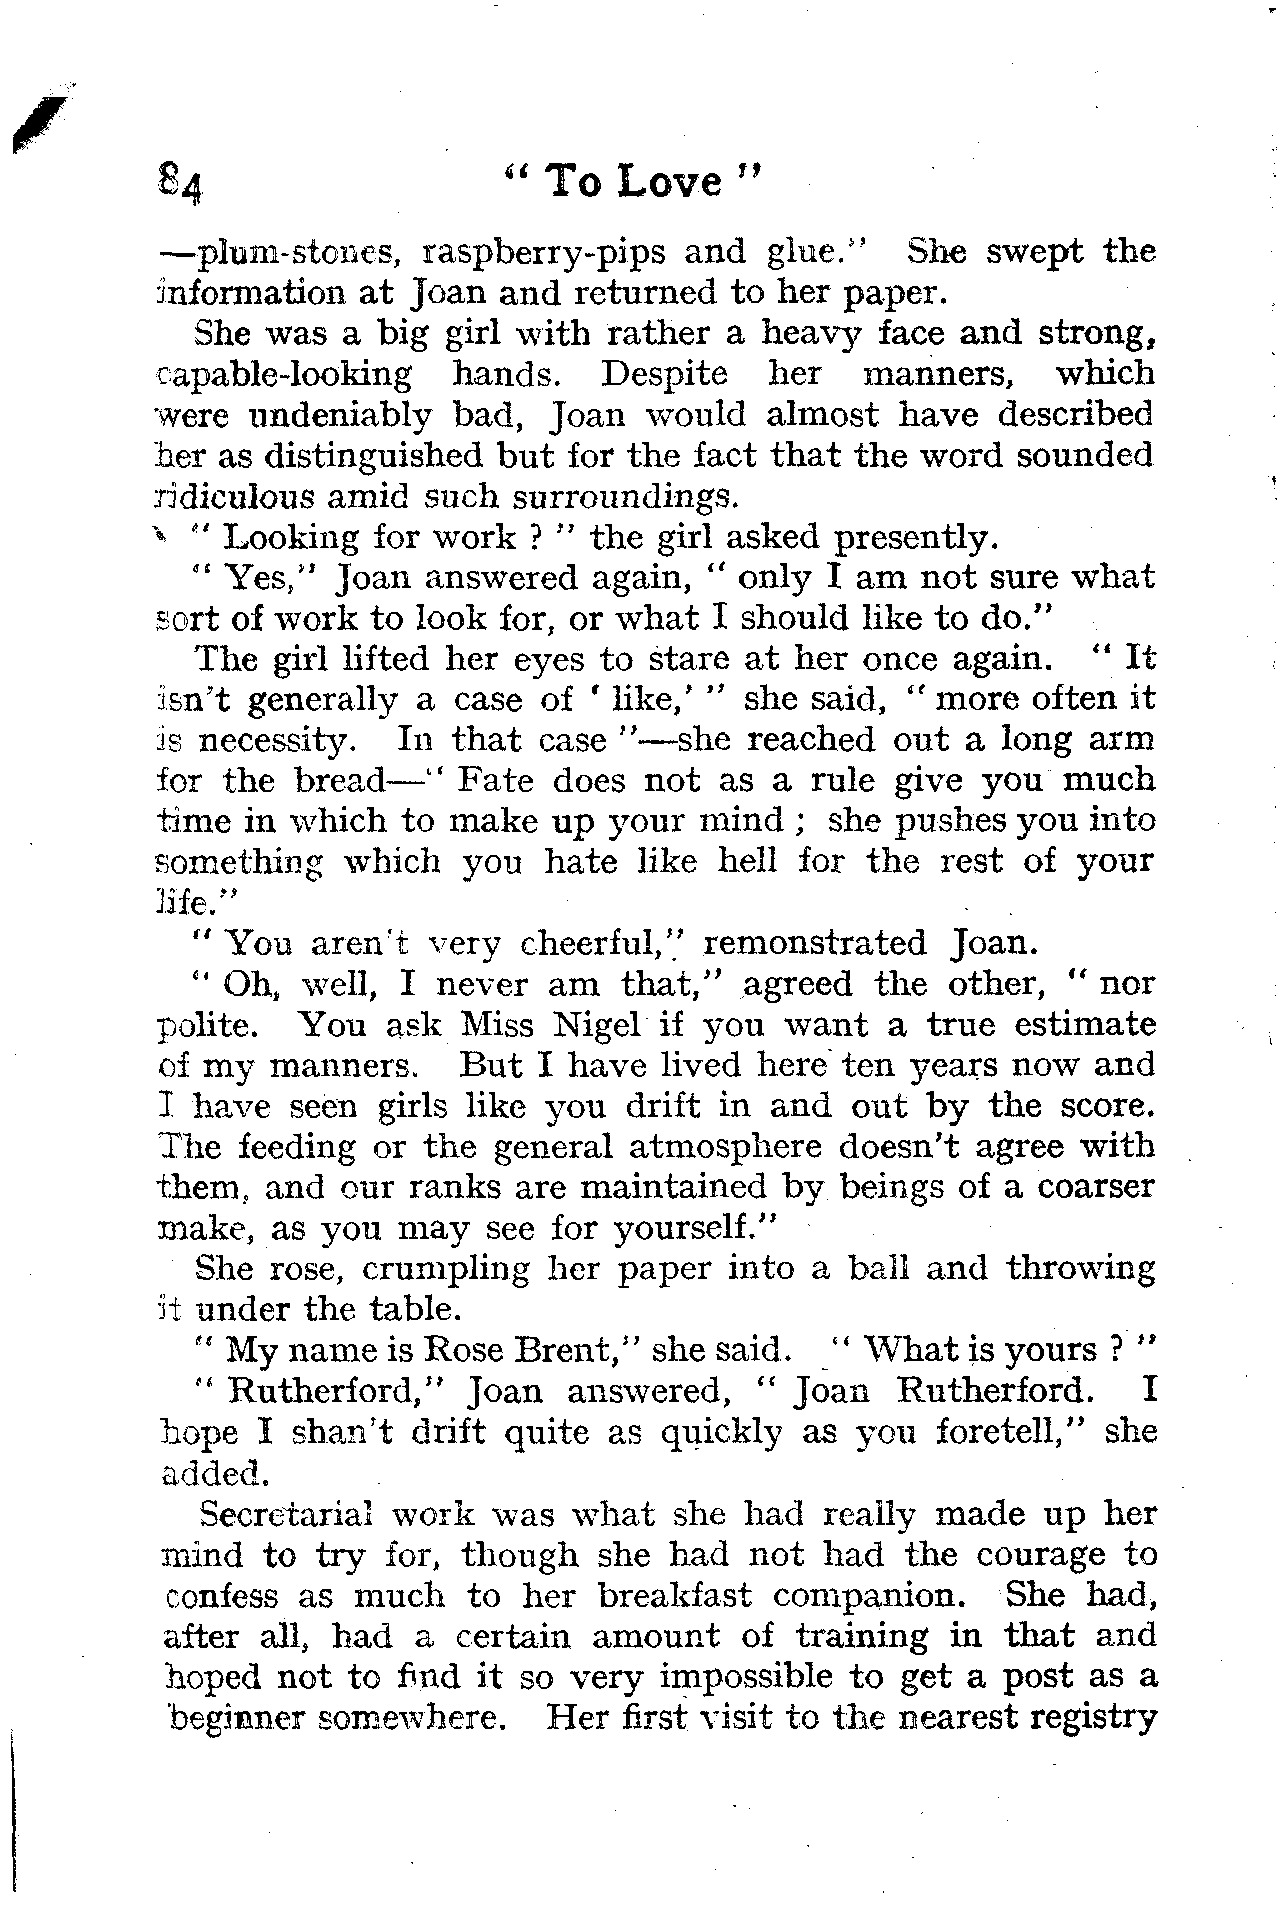 84 “ To Love ”
—plum-stones, raspberry-pips and glue.” She swept the
information at Joan and returned to her paper.
She was a big girl with rather a heavy face and strong,
capable-looking hands. Despite her manners, which
were undeniably bad, Joan would almost have described
her as distinguished but for the fact that the word sounded
ridiculous amid such surroundings.
“ Looking for work ? ” the girl asked presently.
“ Yes,” Joan answered again, “ only I am not sure what
sort of work to look for, or what I should like to do.”
The girl lifted her eyes to stare at her once again. “ It
isn’t generally a case of ‘ like,’ ” she said, “ more often it
is necessity. In that case ”—she reached out a long arm
for the bread—“ Fate does not as a rule give you much
time in which to make up your mind ; she pushes you into
something which you hate like hell for the rest of your
life.”
“ You aren’t very cheerful,” remonstrated Joan.
“ Oh, well, I never am that,” agreed the other, “ nor
polite. You ask Miss Nigel if you want a true estimate
of my manners. But I have lived here ten years now and
I have seen girls like you drift in and out by the score.
The feeding or the general atmosphere doesn’t agree with
them, and our ranks are maintained by beings of a coarser
make, as you may see for yourself.”
She rose, crumpling her paper into a ball and throwing
it under the table.
“ My name is Rose Brent,” she said. “ What is yours ? ”
“ Rutherford,” Joan answered, “ Joan Rutherford. I
hope I shan’t drift quite as quickly as you foretell,” she
added.
Secretarial work was what she had really made up her
mind to try for, though she had not had the courage to
confess as much to her breakfast companion. She had,
after all, had a certain amount of training in that and
hoped not to find it so very impossible to get a post as a
beginner somewhere. Her first visit to the nearest registry